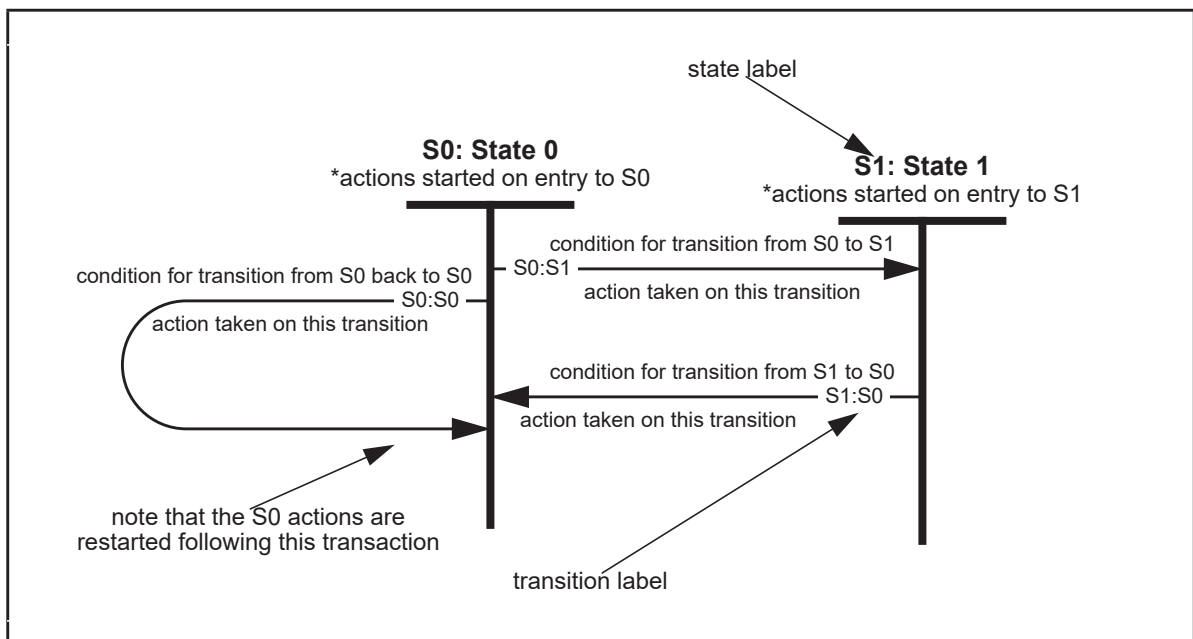 state label
S0: State 0
*actions started on entry to S0
S1: State 1
*actions started on entry to S1
condition for transition from S0 to S1
S0:S1
action taken on this transition
condition for transition from S0 back to S0
S0:S0
action taken on this transition
condition for transition from S1 to S0
S1:S0
action taken on this transition
note that the S0 actions are
restarted following this transaction
transition label